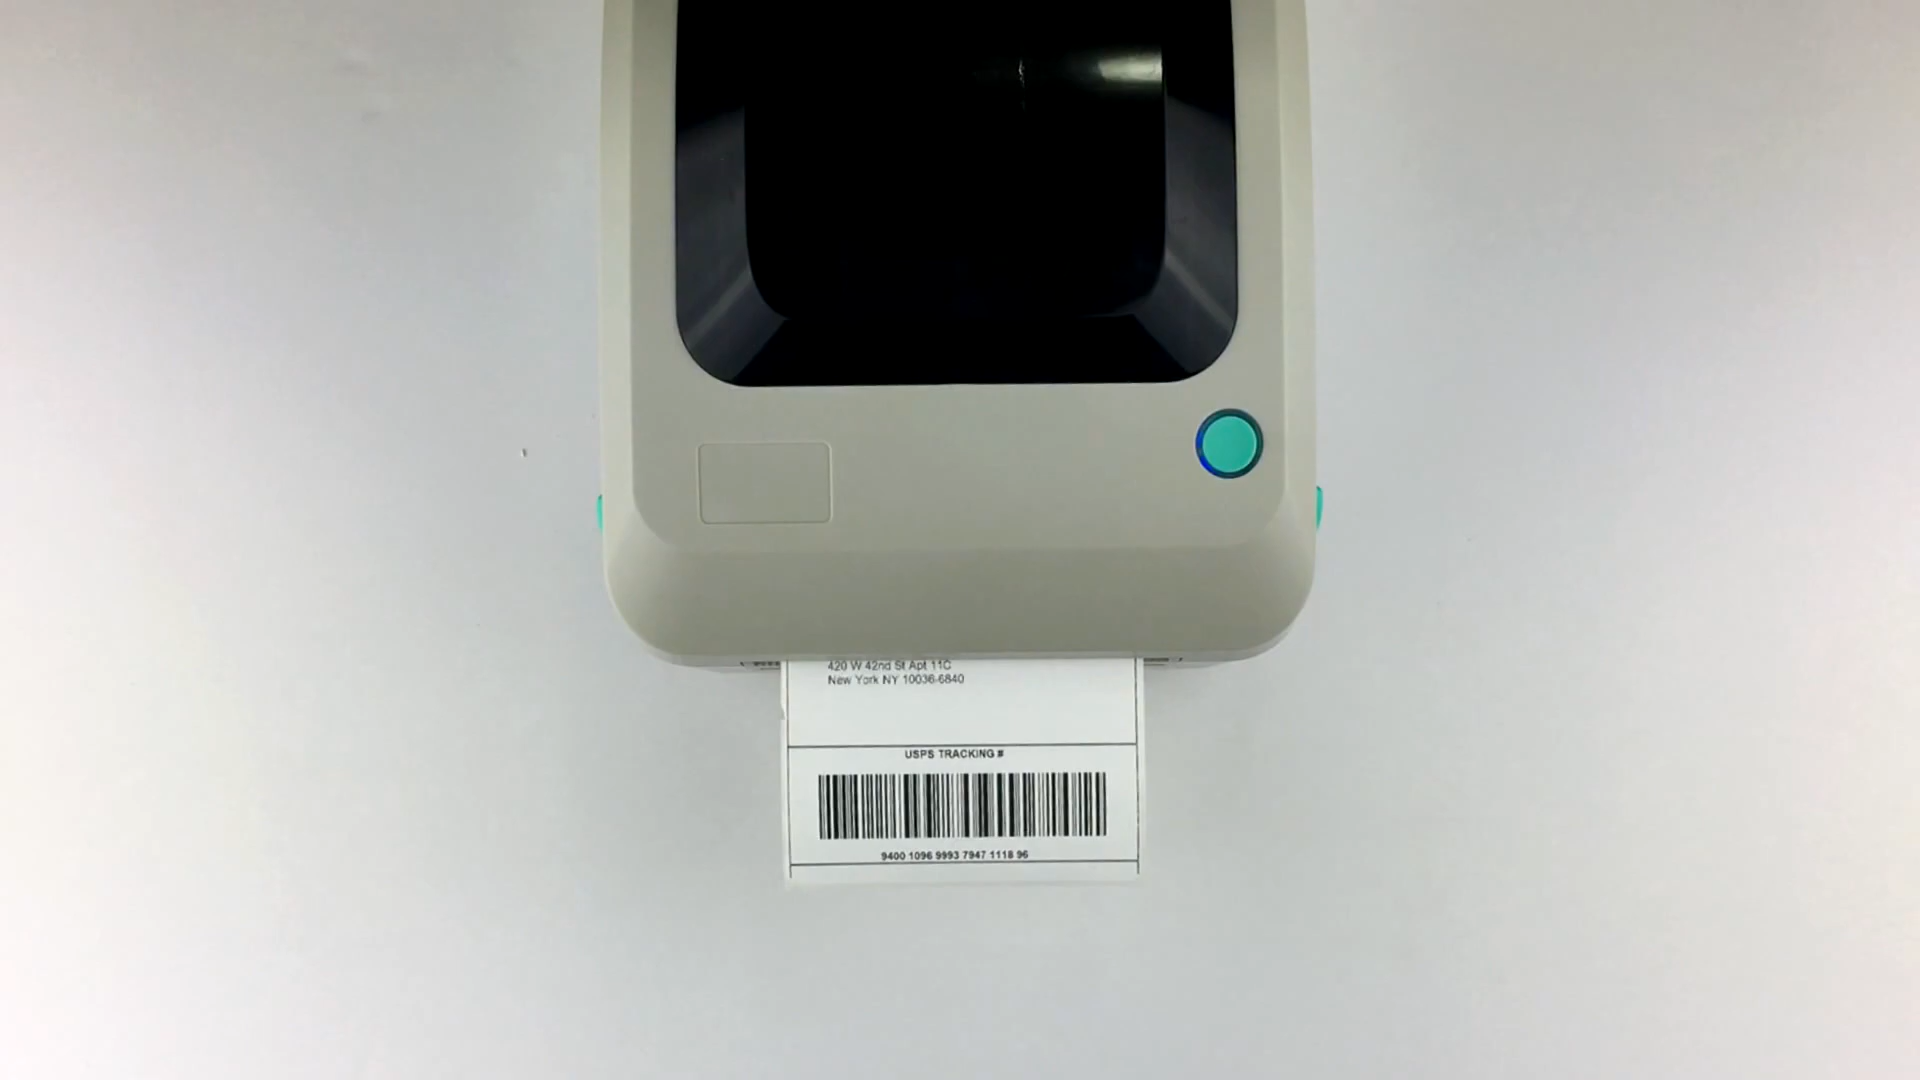 420 W 42nd St Apt 11C
New York NY 10036-6840
USPS TRACKING #
9400 1096 9993 7947 1118 96